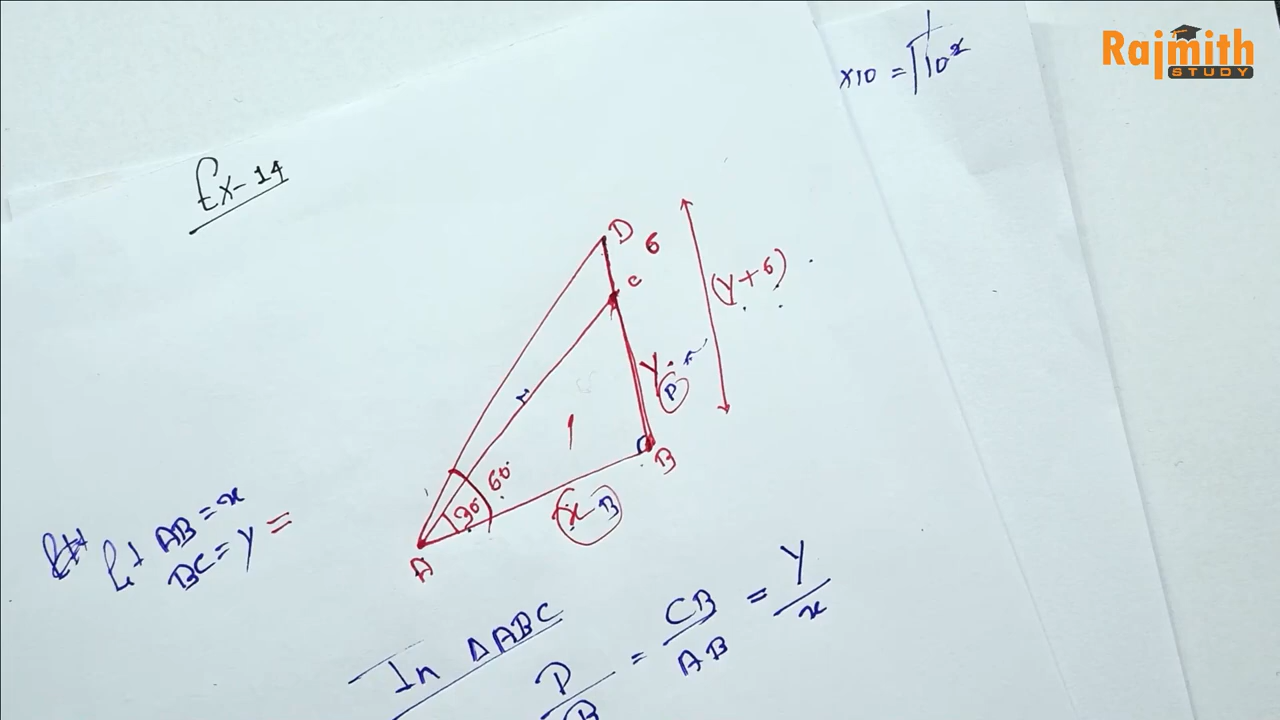 Rajmith
STUDY
x10 =
10x
Ex-14
D
6
C
(y+6)
y
P
60
30
B
x B
A
Let AB = x
BC = y =
In ΔABC
P/B = CB/AB = y/x